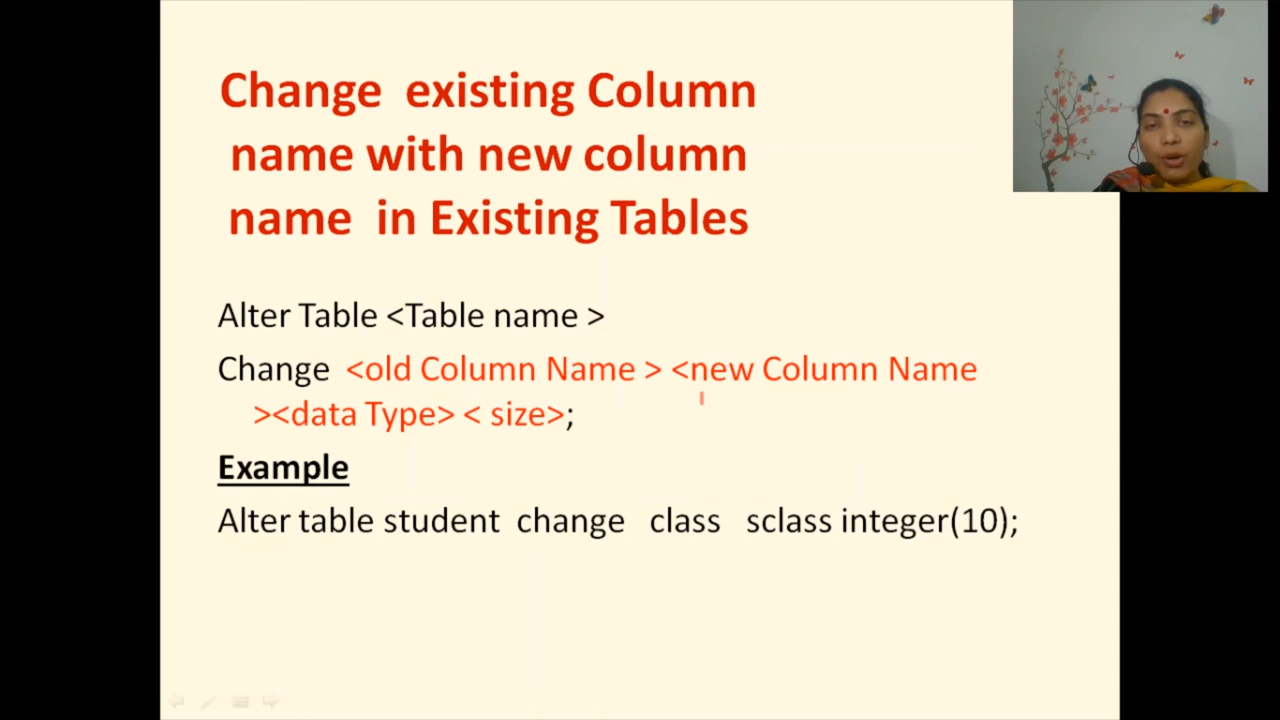 Change existing Column
name with new column
name in Existing Tables
Alter Table <Table name >
Change <old Column Name > <new Column Name
><data Type> < size>;
Example
Alter table student change class sclass integer(10);